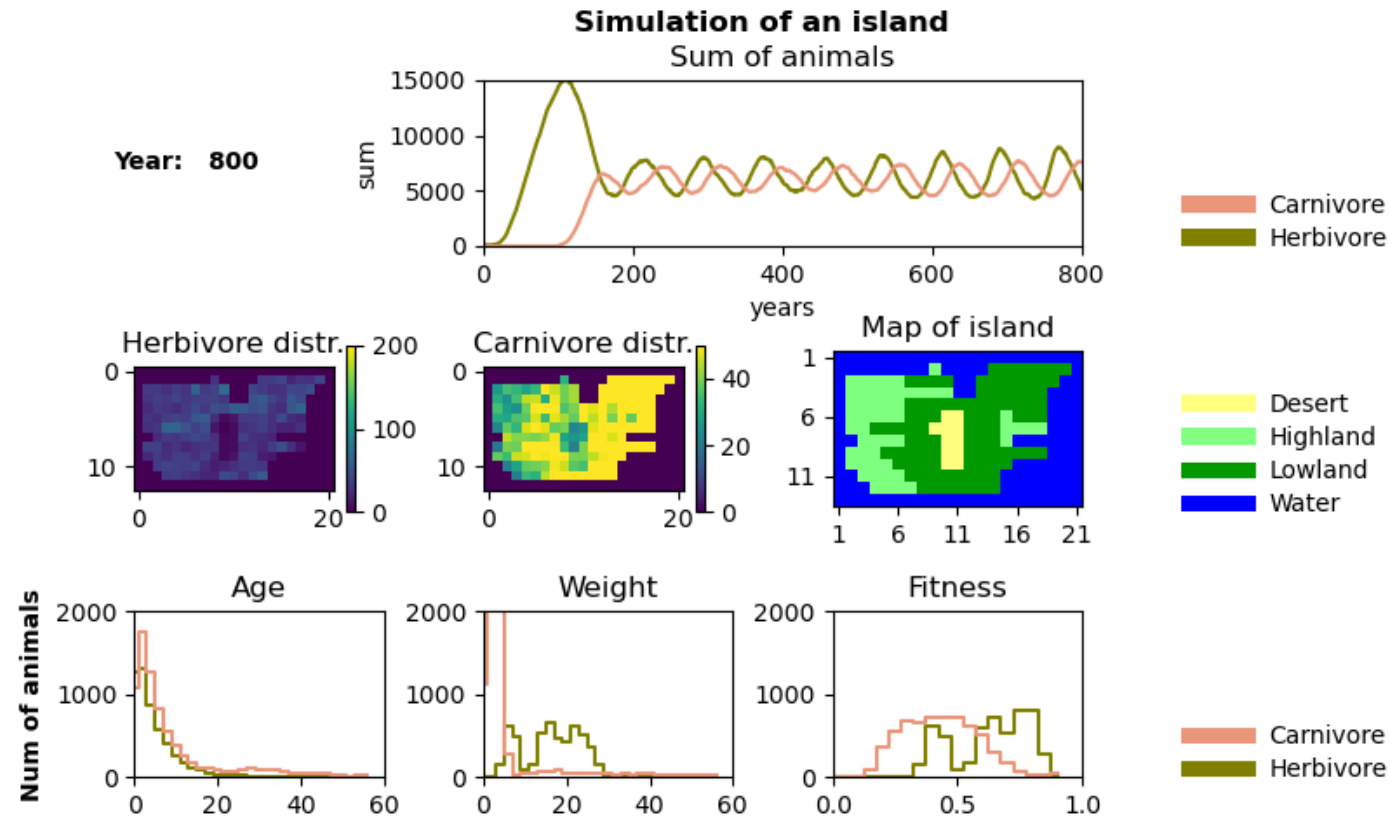 Simulation of an island
Sum of animals
15000
10000
5000
0
sum
Year: 800
0 200 400 600 800
years
Carnivore
Herbivore
Herbivore distr.
0
10
0 20
200
100
0
Carnivore distr.
0
10
0 20
40
20
0
Map of island
1
6
11
1 6 11 16 21
Desert
Highland
Lowland
Water
Num of animals
Age
2000
1000
0
0 20 40 60
Weight
2000
1000
0
0 20 40 60
Fitness
2000
1000
0
0.0 0.5 1.0
Carnivore
Herbivore